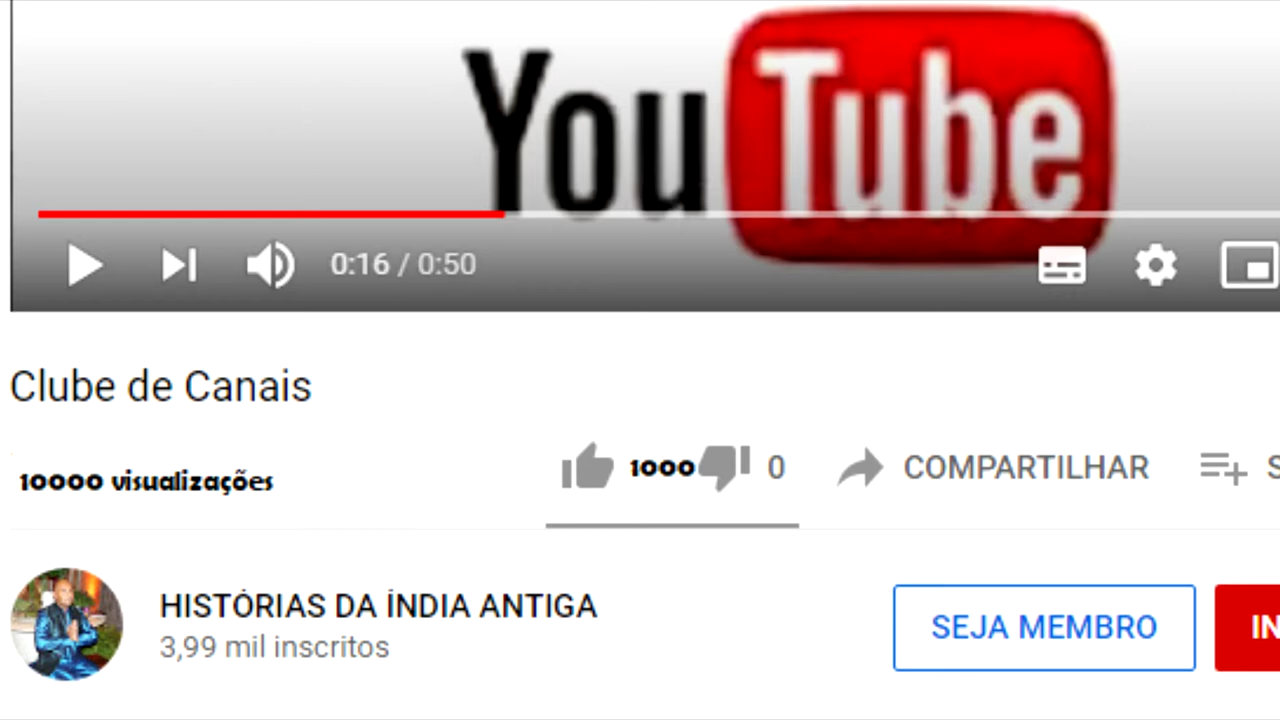 YouTube
0:16 / 0:50
Clube de Canais
10000 visualizações
1000 0 COMPARTILHAR S
HISTÓRIAS DA ÍNDIA ANTIGA
3,99 mil inscritos
SEJA MEMBRO IN